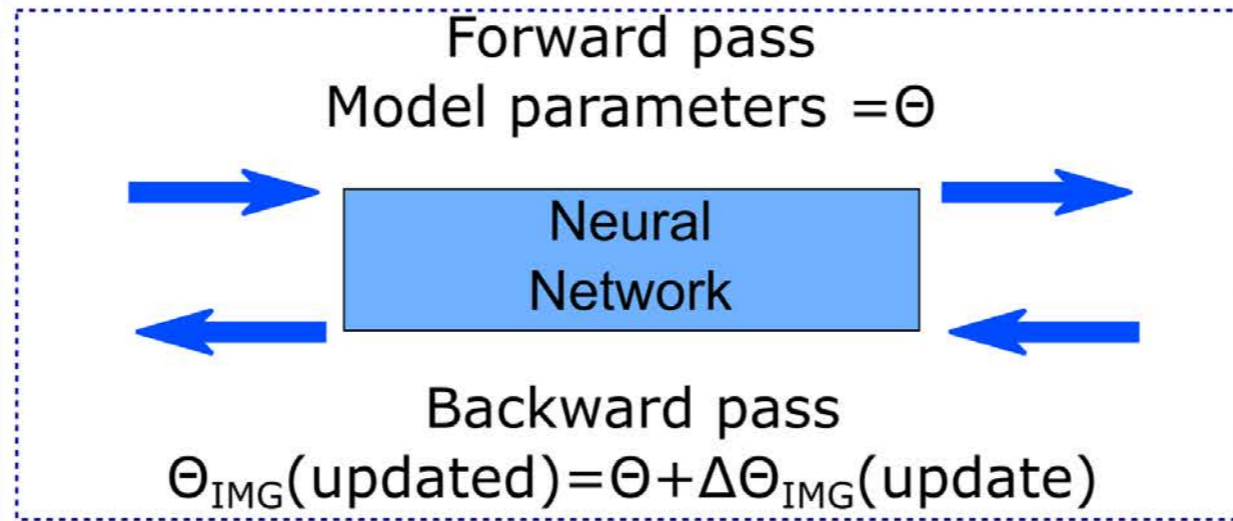 Forward pass
Model parameters =Θ
Neural
Network
Backward pass
Θ_IMG(updated)=Θ+ΔΘ_IMG(update)